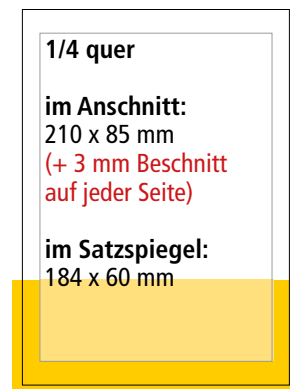 1/4 quer
im Anschnitt:
210 x 85 mm
(+ 3 mm Beschnitt
auf jeder Seite)
im Satzspiegel:
184 x 60 mm